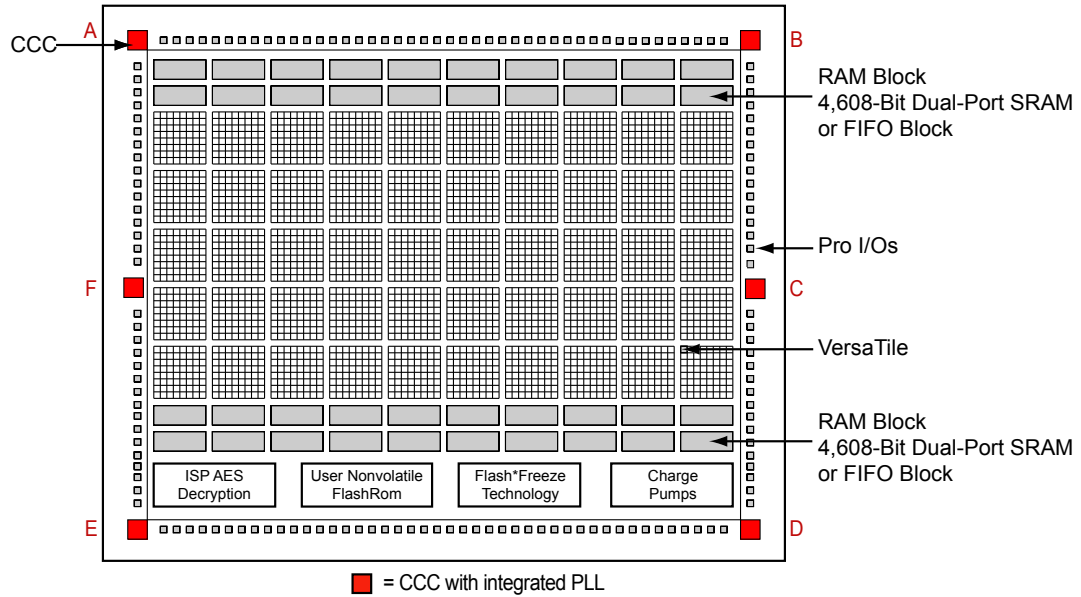 A
CCC
B
RAM Block
4,608-Bit Dual-Port SRAM
or FIFO Block
Pro I/Os
F
C
VersaTile
RAM Block
4,608-Bit Dual-Port SRAM
or FIFO Block
ISP AES
Decryption
User Nonvolatile
FlashRom
Flash*Freeze
Technology
Charge
Pumps
E
D
= CCC with integrated PLL